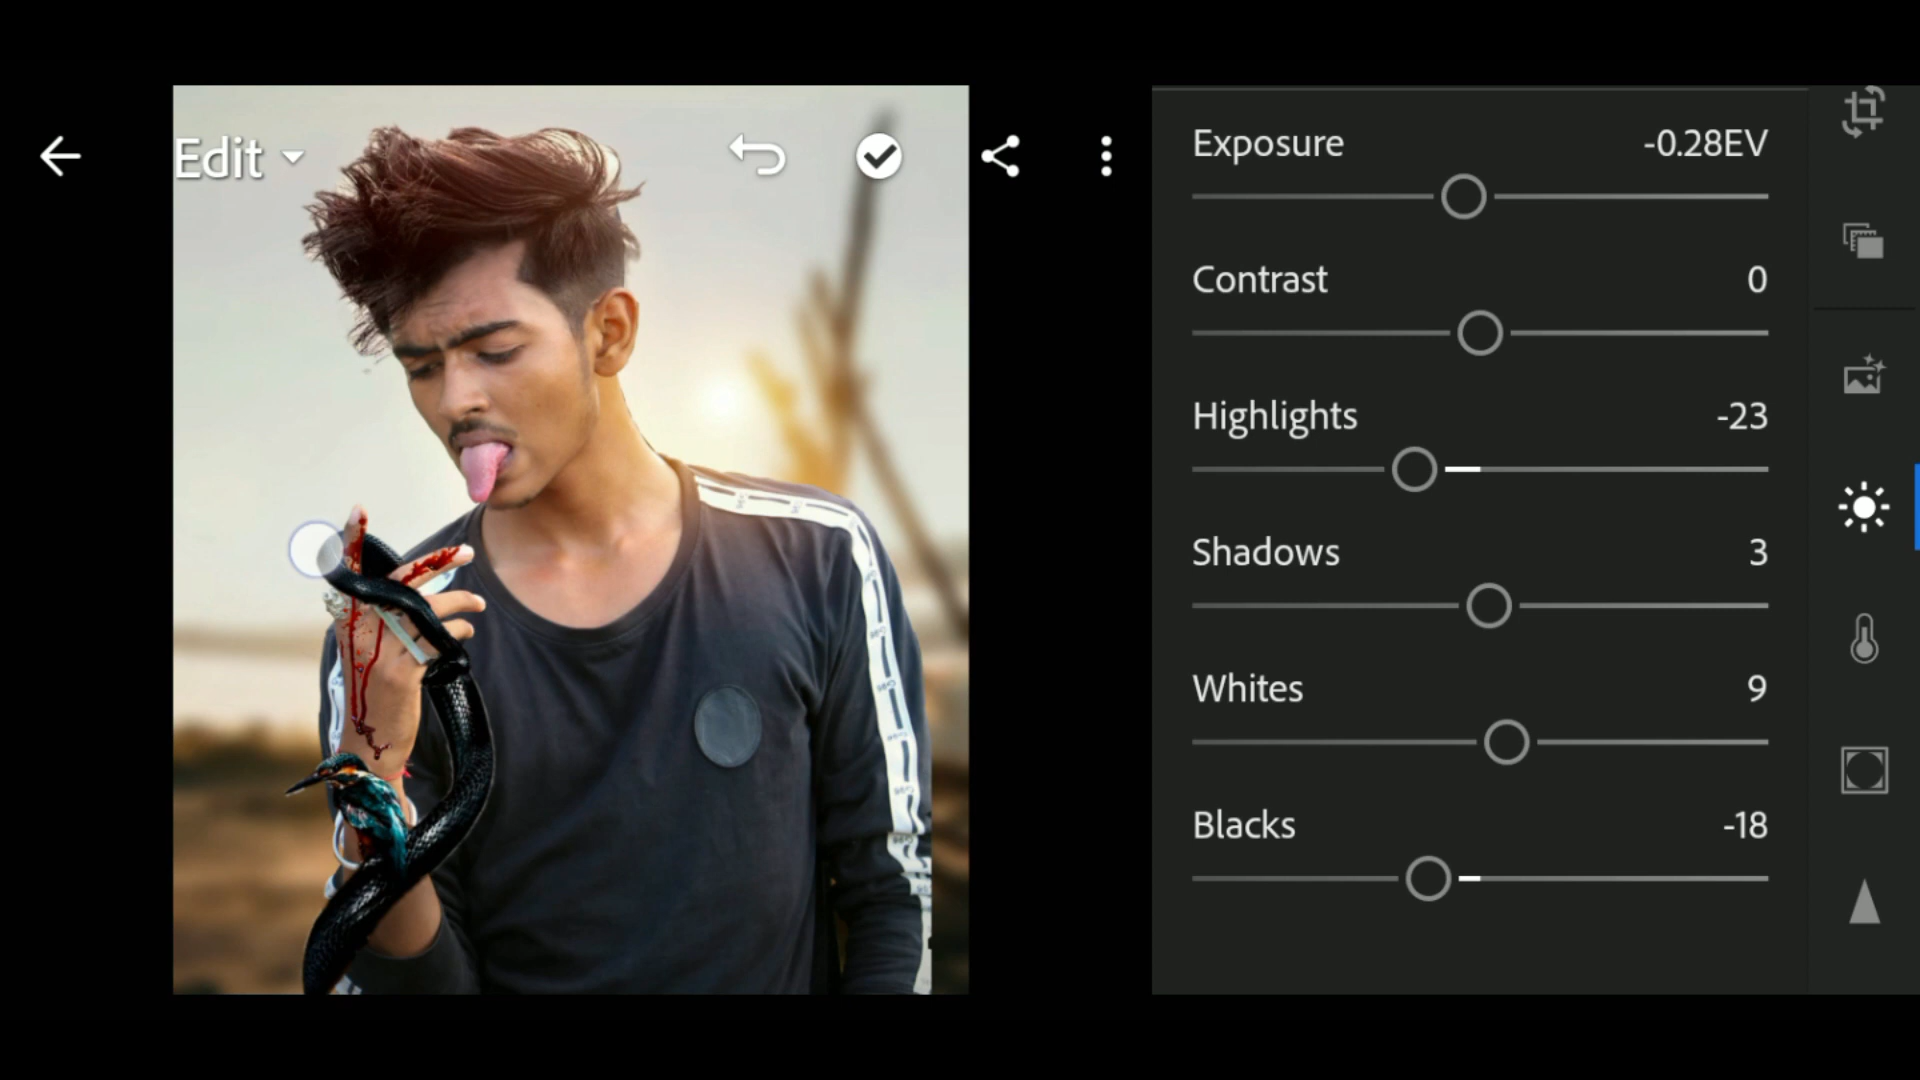 Edit
Exposure -0.28EV
Contrast 0
Highlights -23
Shadows 3
Whites 9
Blacks -18